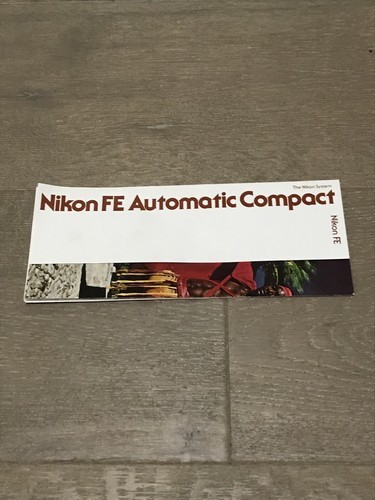 The Nikon System
Nikon FE Automatic Compact
Nikon FE